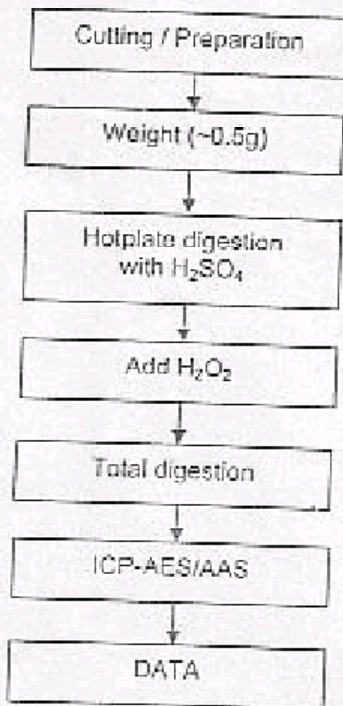 Cutting / Preparation
Weight (~0.5g)
Hotplate digestion
with H₂SO₄
Add H₂O₂
Total digestion
ICP-AES/AAS
DATA